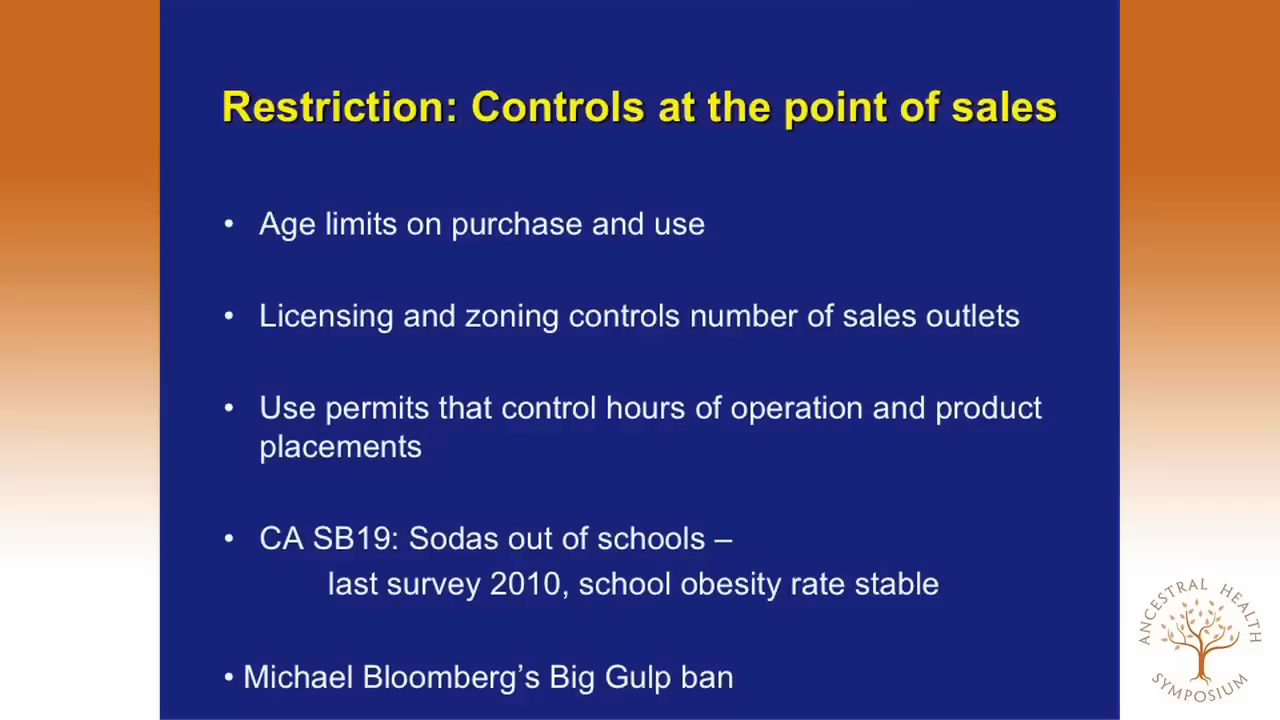 Restriction: Controls at the point of sales
• Age limits on purchase and use
• Licensing and zoning controls number of sales outlets
• Use permits that control hours of operation and product
placements
• CA SB19: Sodas out of schools –
last survey 2010, school obesity rate stable
• Michael Bloomberg’s Big Gulp ban
ANCESTRAL HEALTH
SYMPOSIUM